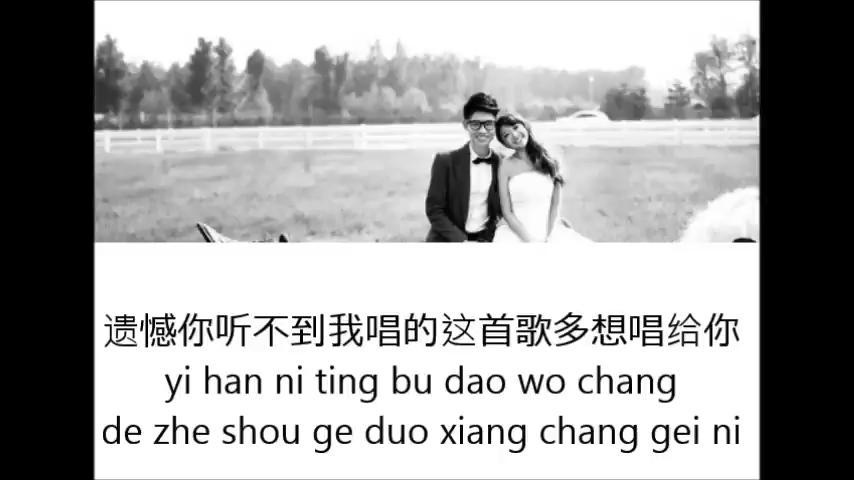 遗憾你听不到我唱的这首歌多想唱给你
yi han ni ting bu dao wo chang
de zhe shou ge duo xiang chang gei ni